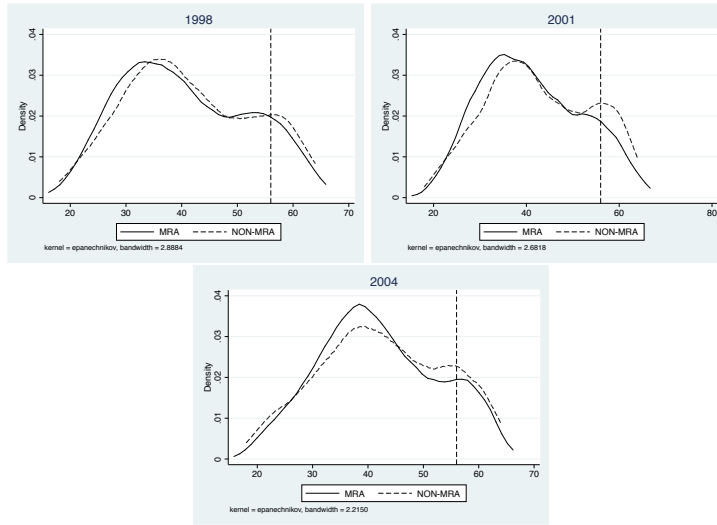 1998
Density
0 .01 .02 .03 .04
20 30 40 50 60 70
MRA NON-MRA
kernel = epanechnikov, bandwidth = 2.8884
2001
Density
0 .01 .02 .03 .04
20 40 60 80
MRA NON-MRA
kernel = epanechnikov, bandwidth = 2.6818
2004
Density
0 .01 .02 .03 .04
20 30 40 50 60 70
MRA NON-MRA
kernel = epanechnikov, bandwidth = 2.2150